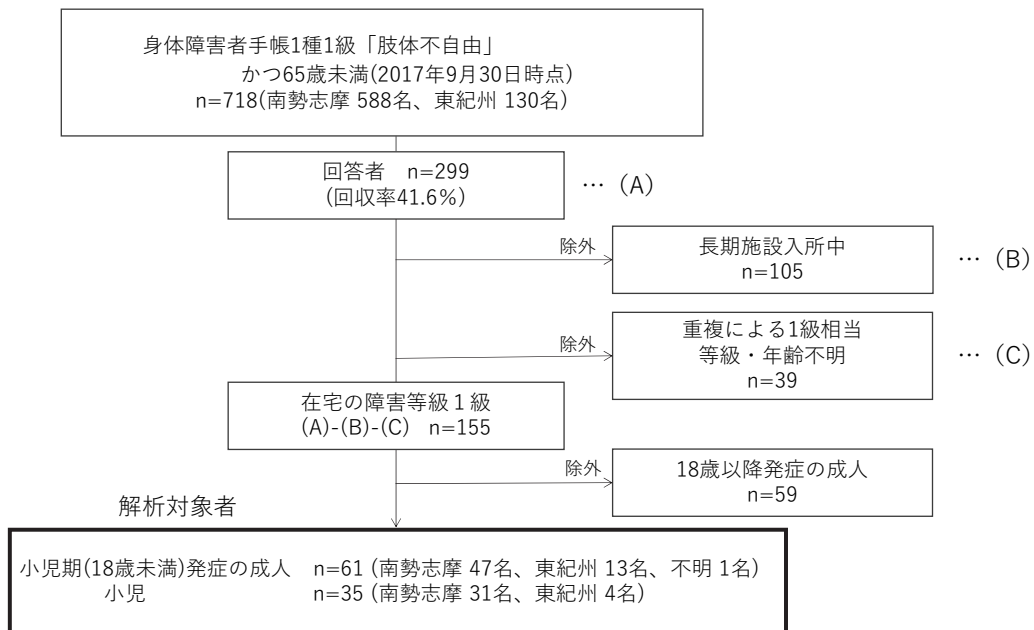 身体障害者手帳1種1級「肢体不自由」
かつ65歳未満(2017年9月30日時点)
n=718(南勢志摩 588名、東紀州 130名)
回答者　n=299
(回収率41.6%)
… (A)
除外
長期施設入所中
n=105
… (B)
除外
重複による1級相当
等級・年齢不明
n=39
… (C)
在宅の障害等級１級
(A)-(B)-(C)　n=155
除外
18歳以降発症の成人
n=59
解析対象者
小児期(18歳未満)発症の成人　n=61 (南勢志摩 47名、東紀州 13名、不明 1名)
小児　n=35 (南勢志摩 31名、東紀州 4名)